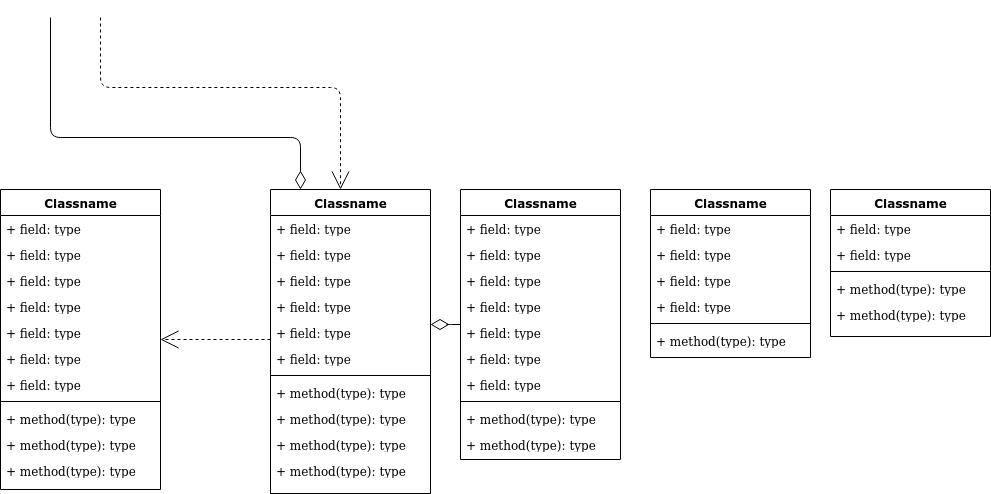 Classname
+ field: type
+ field: type
+ field: type
+ field: type
+ field: type
+ field: type
+ field: type
+ method(type): type
+ method(type): type
+ method(type): type
Classname
+ field: type
+ field: type
+ field: type
+ field: type
+ field: type
+ field: type
+ method(type): type
+ method(type): type
+ method(type): type
+ method(type): type
Classname
+ field: type
+ field: type
+ field: type
+ field: type
+ field: type
+ field: type
+ field: type
+ method(type): type
+ method(type): type
Classname
+ field: type
+ field: type
+ field: type
+ field: type
+ method(type): type
Classname
+ field: type
+ field: type
+ method(type): type
+ method(type): type